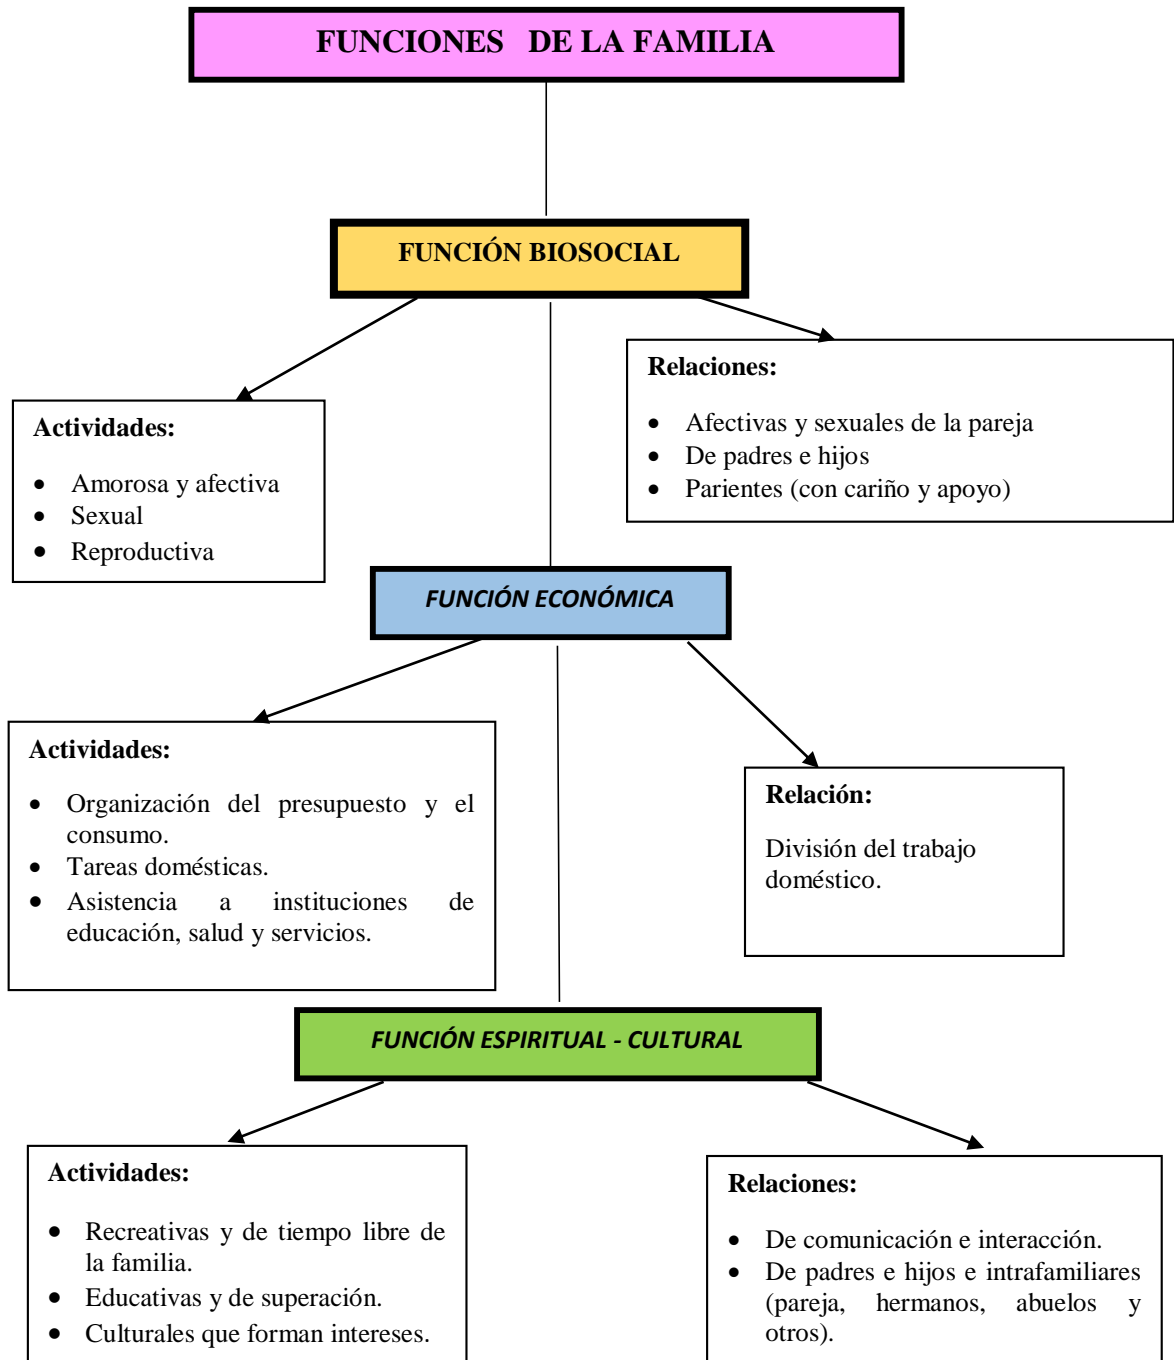 FUNCIONES DE LA FAMILIA
FUNCIÓN BIOSOCIAL
Relaciones:
• Afectivas y sexuales de la pareja
• De padres e hijos
• Parientes (con cariño y apoyo)
Actividades:
• Amorosa y afectiva
• Sexual
• Reproductiva
FUNCIÓN ECONÓMICA
Actividades:
• Organización del presupuesto y el
consumo.
• Tareas domésticas.
• Asistencia a instituciones de
educación, salud y servicios.
Relación:
División del trabajo
doméstico.
FUNCIÓN ESPIRITUAL - CULTURAL
Actividades:
• Recreativas y de tiempo libre de
la familia.
• Educativas y de superación.
• Culturales que forman intereses.
Relaciones:
• De comunicación e interacción.
• De padres e hijos e intrafamiliares
(pareja, hermanos, abuelos y
otros).